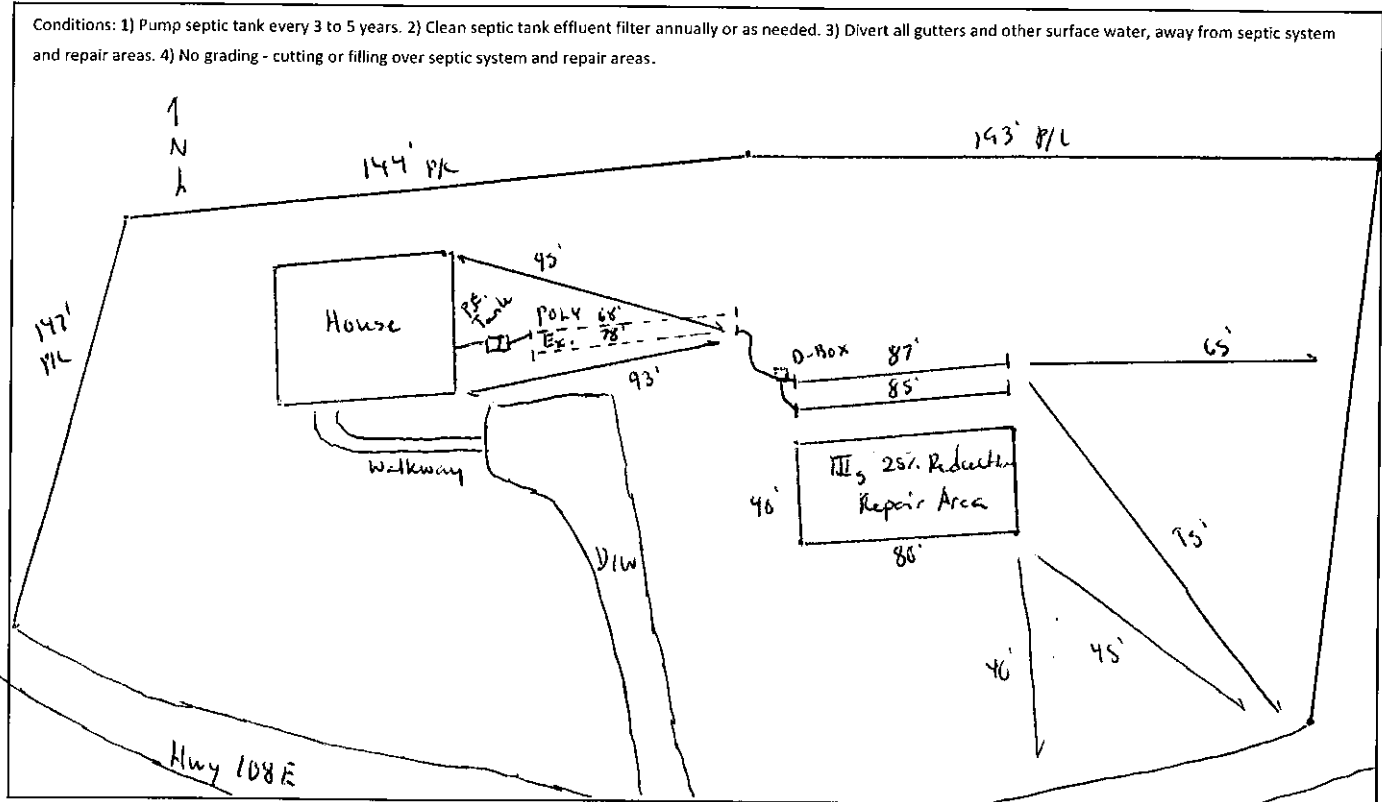 Conditions: 1) Pump septic tank every 3 to 5 years. 2) Clean septic tank effluent filter annually or as needed. 3) Divert all gutters and other surface water, away from septic system
and repair areas. 4) No grading - cutting or filling over septic system and repair areas.
N
144' P/L
193' P/L
147' P/L
House
Tank
POLY 68'
Ex. 78'
93'
D-Box
87'
85'
65'
Walkway
D/W
III, 25% Reduction
Repair Area
40'
80'
95'
40'
45'
Hwy 108E